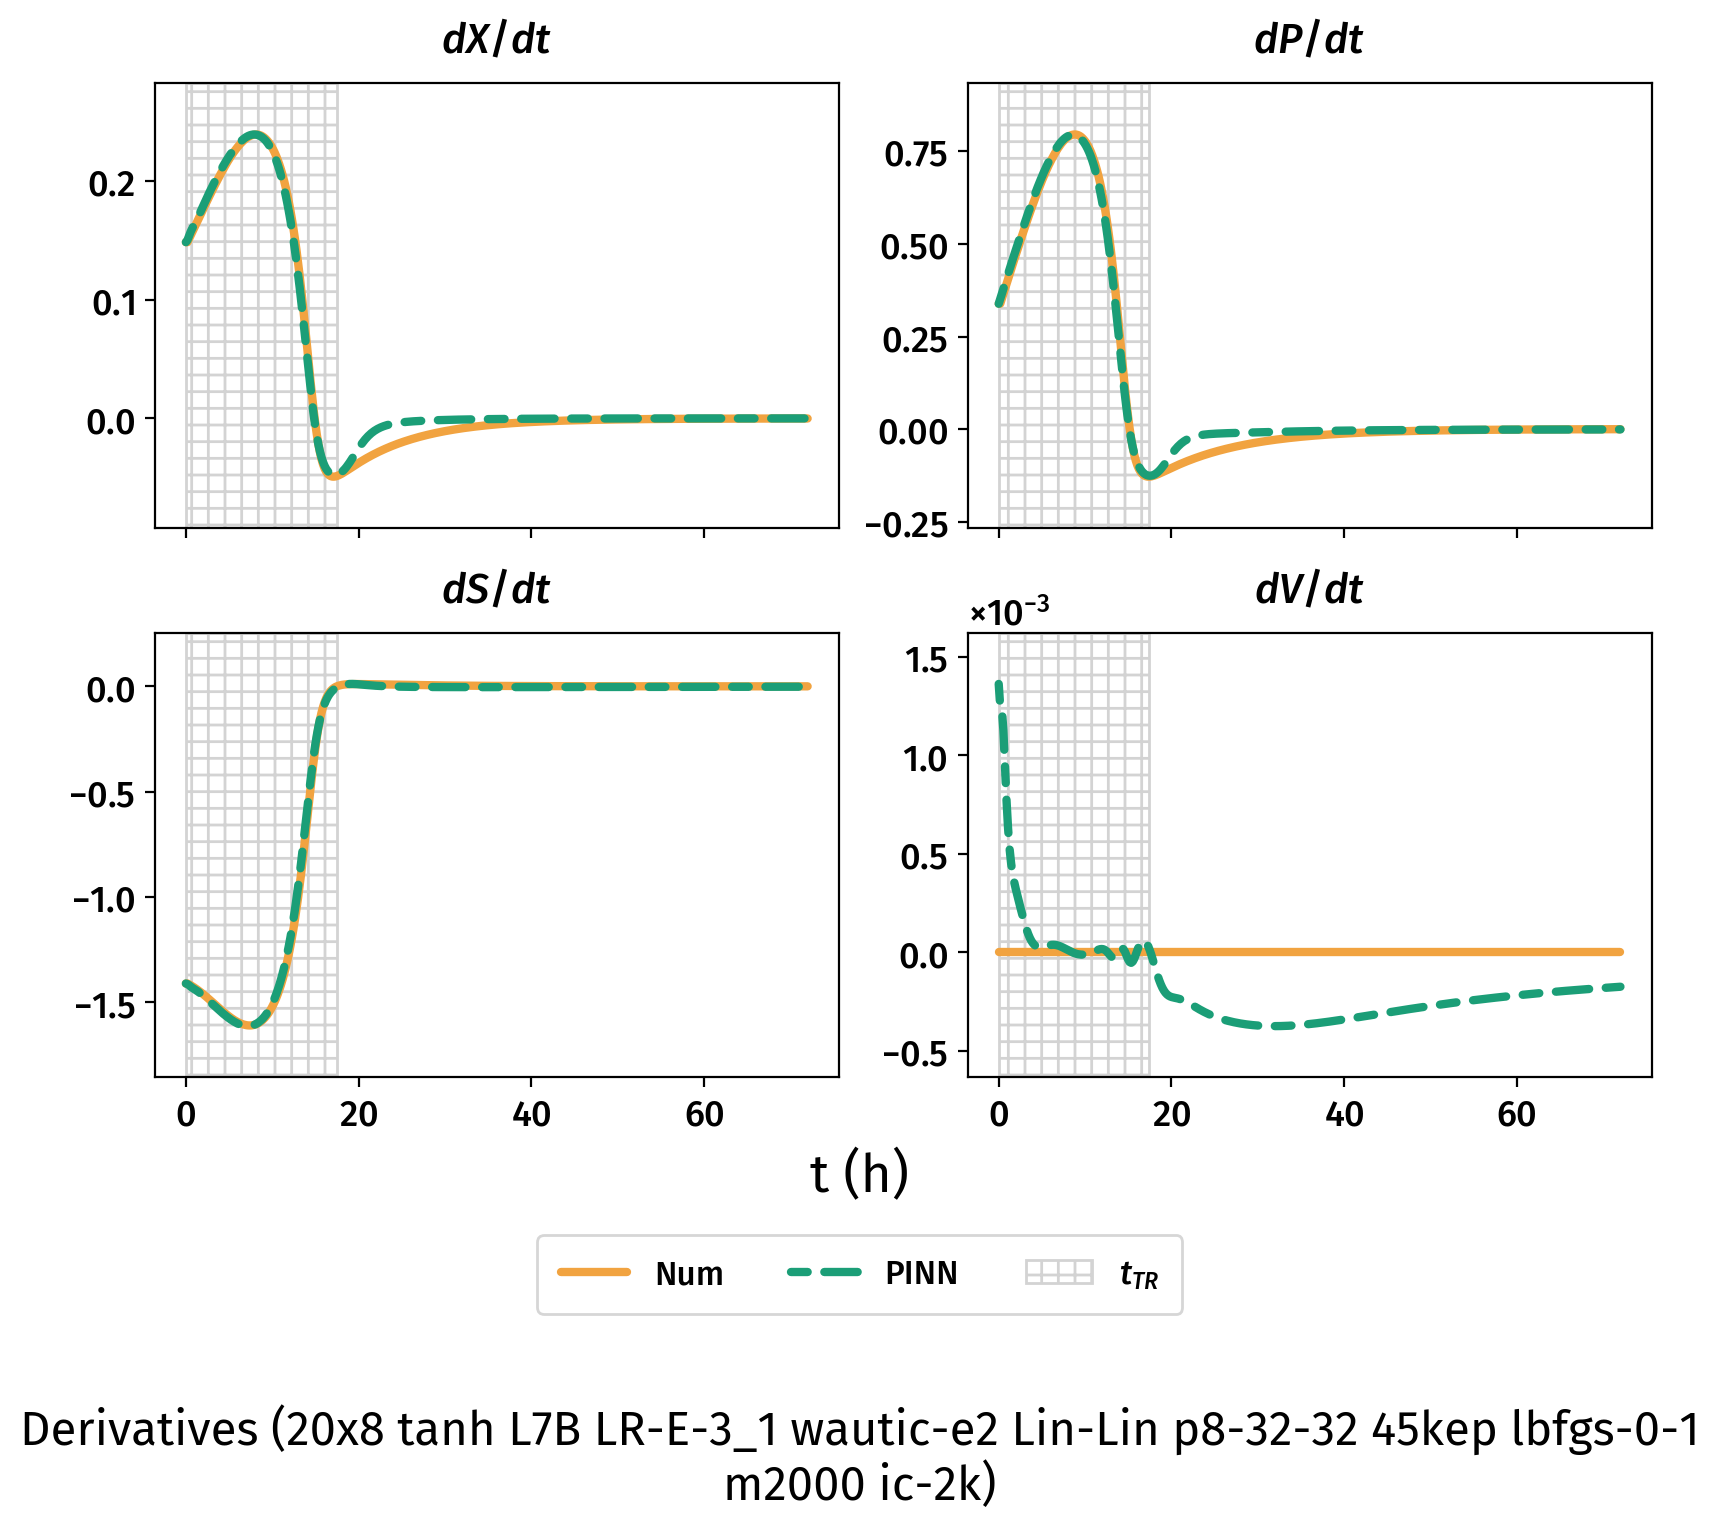 dX/dt
dP/dt
0.2
0.1
0.0
0.75
0.50
0.25
0.00
−0.25
dS/dt
dV/dt
×10⁻³
0.0
−0.5
−1.0
−1.5
1.5
1.0
0.5
0.0
−0.5
0 20 40 60
0 20 40 60
t (h)
Num PINN t_TR
Derivatives (20x8 tanh L7B LR-E-3_1 wautic-e2 Lin-Lin p8-32-32 45kep lbfgs-0-1
m2000 ic-2k)